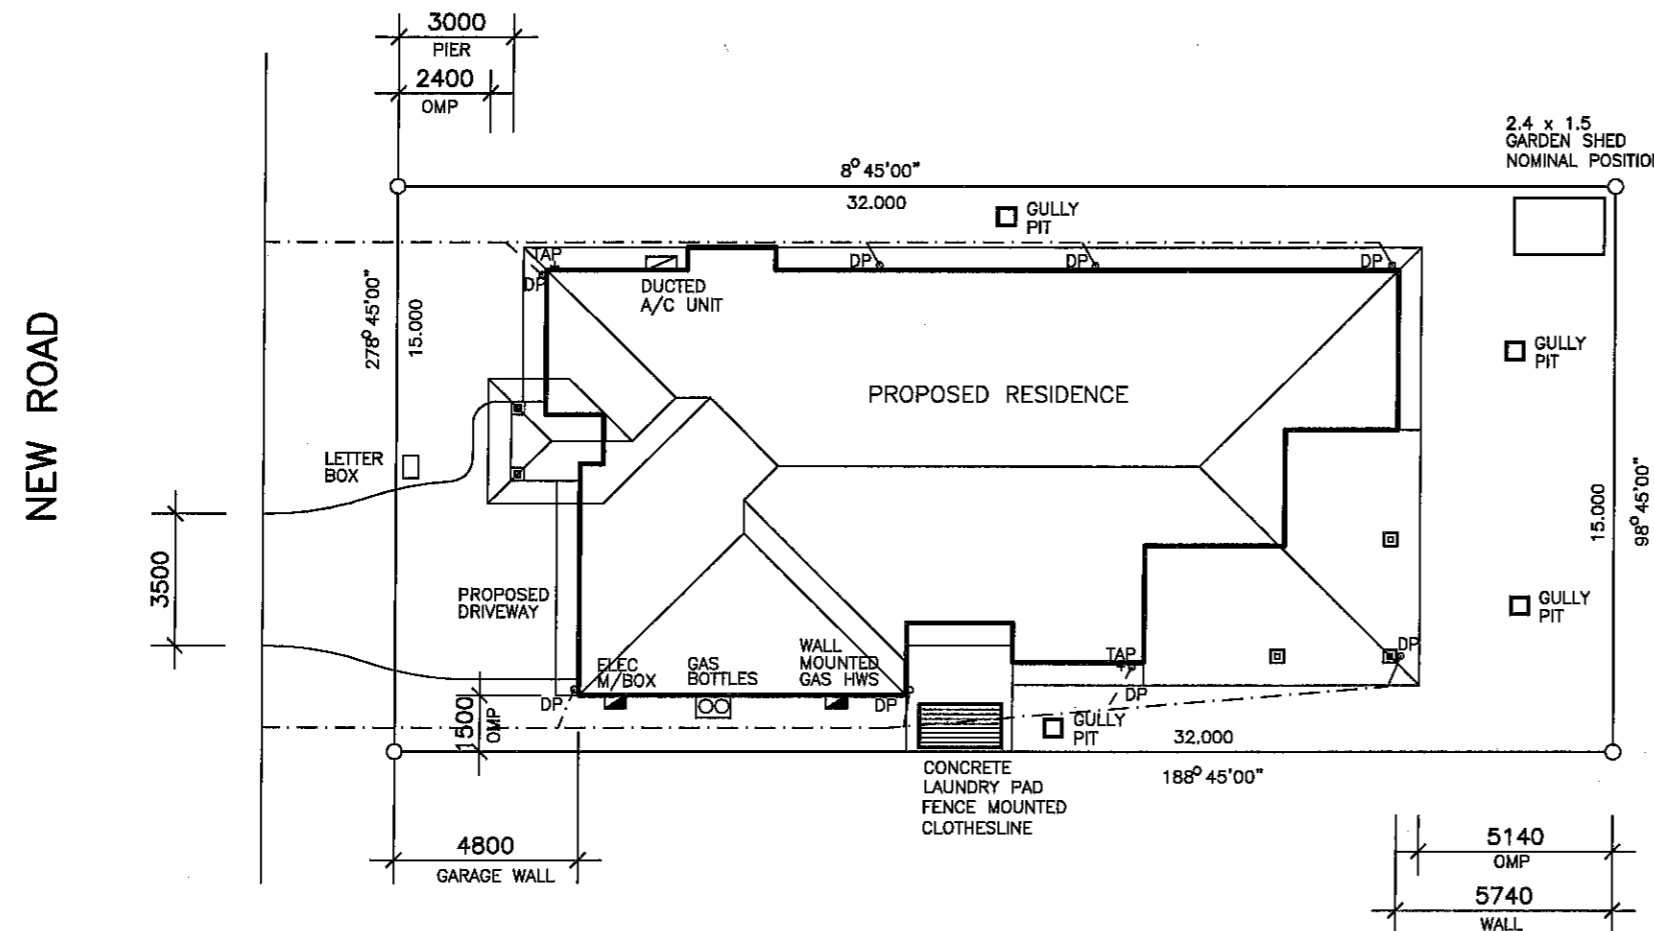 3000
PIER
2400
OMP
2.4 x 1.5
GARDEN SHED
NOMINAL POSITION
8° 45'00"
32.000
GULLY
PIT
TAP
DP
DP
DP
DP
DUCTED
A/C UNIT
278° 45'00"
15.000
NEW ROAD
GULLY
PIT
PROPOSED RESIDENCE
LETTER
BOX
15.000
98° 45'00"
3500
PROPOSED
DRIVEWAY
GULLY
PIT
ELEC
M/BOX
GAS
BOTTLES
WALL
MOUNTED
GAS HWS
TAP
DP
DP
DP
DP
1500
OMP
GULLY
PIT
32.000
188° 45'00"
CONCRETE
LAUNDRY PAD
FENCE MOUNTED
CLOTHESLINE
4800
GARAGE WALL
5140
OMP
5740
WALL